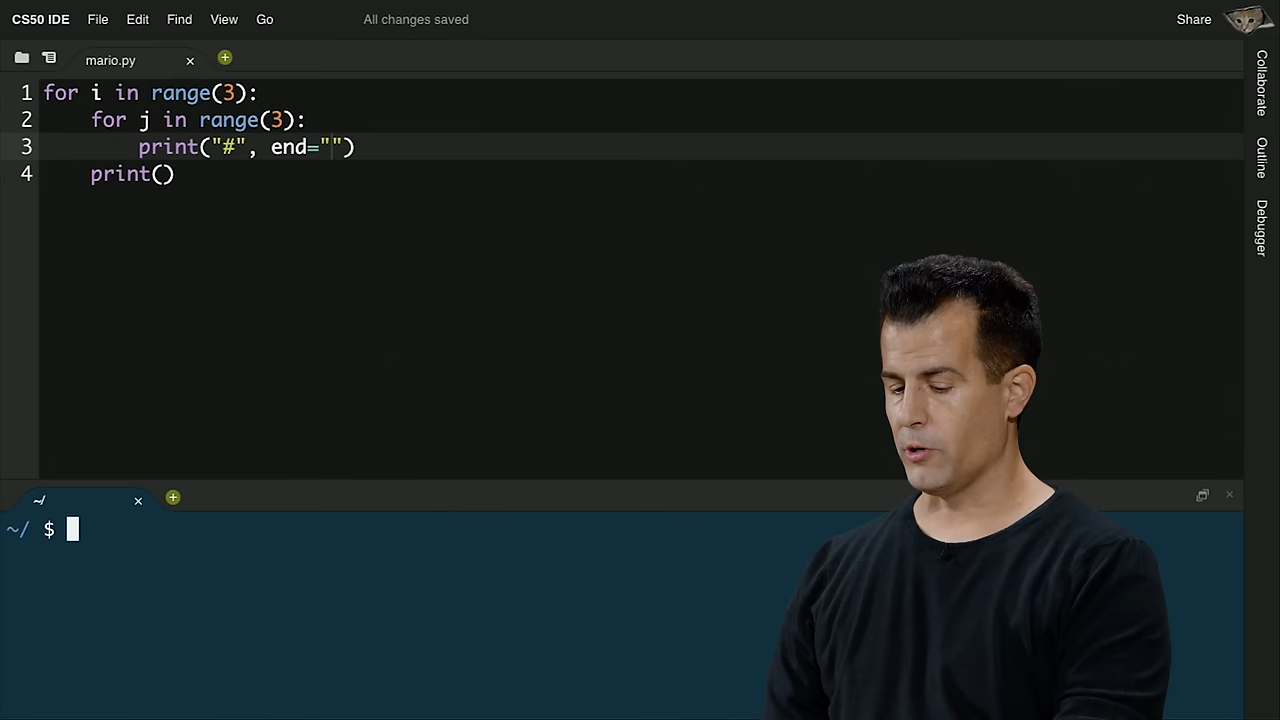 CS50 IDE File Edit Find View Go All changes saved Share
mario.py
1 for i in range(3):
2     for j in range(3):
3         print("#", end="")
4     print()
Collaborate
Outline
Debugger
~/
~/ $